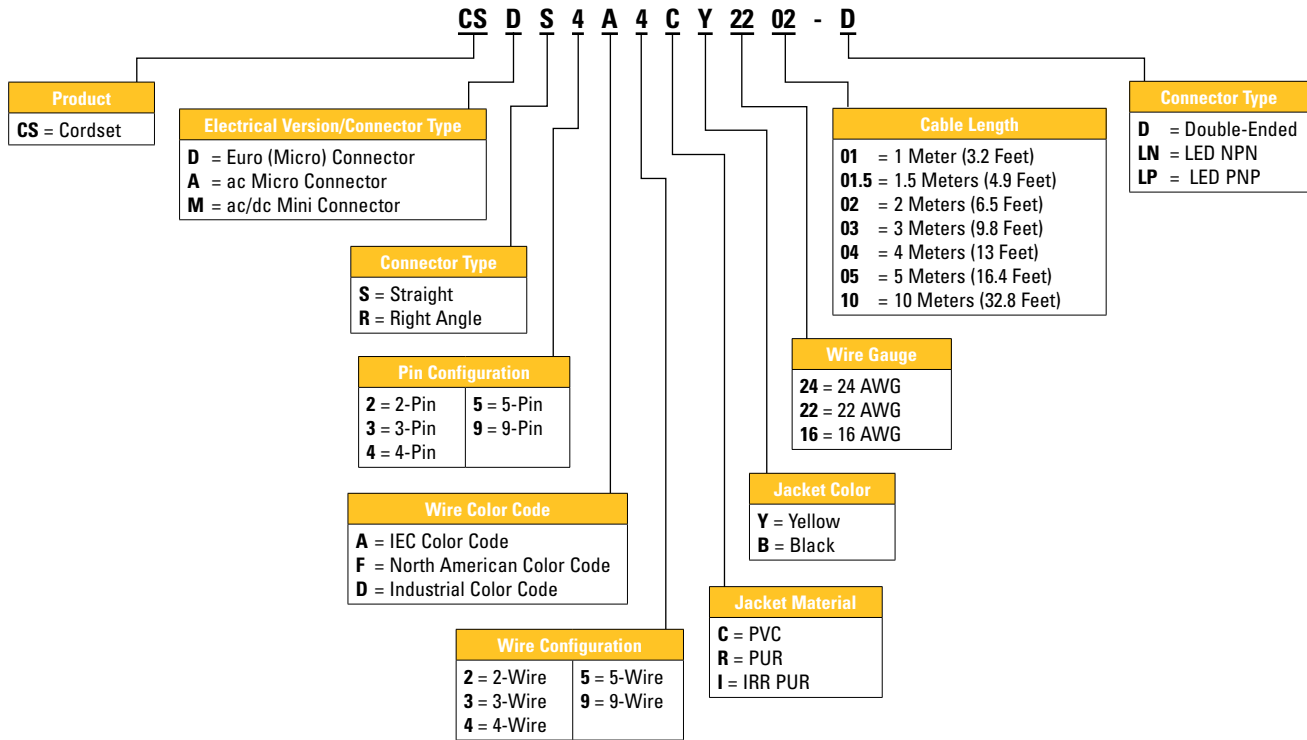 CS D S 4 A 4 C Y 22 02 - D
Product
CS = Cordset
Electrical Version/Connector Type
D = Euro (Micro) Connector
A = ac Micro Connector
M = ac/dc Mini Connector
Connector Type
S = Straight
R = Right Angle
Pin Configuration
2 = 2-Pin
3 = 3-Pin
4 = 4-Pin
5 = 5-Pin
9 = 9-Pin
Wire Color Code
A = IEC Color Code
F = North American Color Code
D = Industrial Color Code
Wire Configuration
2 = 2-Wire
3 = 3-Wire
4 = 4-Wire
5 = 5-Wire
9 = 9-Wire
Jacket Material
C = PVC
R = PUR
I = IRR PUR
Jacket Color
Y = Yellow
B = Black
Wire Gauge
24 = 24 AWG
22 = 22 AWG
16 = 16 AWG
Cable Length
01 = 1 Meter (3.2 Feet)
01.5 = 1.5 Meters (4.9 Feet)
02 = 2 Meters (6.5 Feet)
03 = 3 Meters (9.8 Feet)
04 = 4 Meters (13 Feet)
05 = 5 Meters (16.4 Feet)
10 = 10 Meters (32.8 Feet)
Connector Type
D = Double-Ended
LN = LED NPN
LP = LED PNP